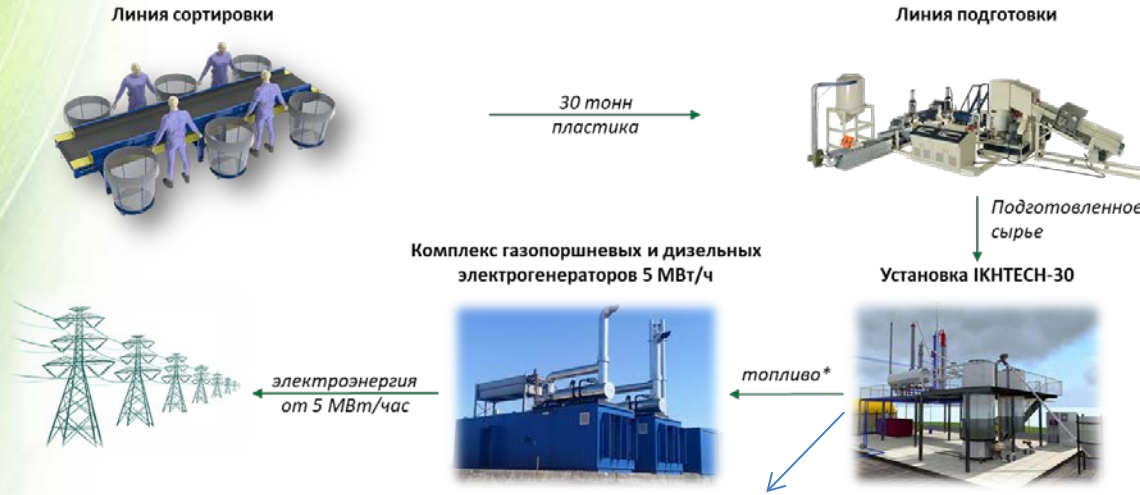 Линия сортировки
Линия подготовки
30 тонн
пластика
Подготовленное
сырье
Комплекс газопоршневых и дизельных
электрогенераторов 5 МВт/ч
Установка IKHTECH-30
топливо*
электроэнергия
от 5 МВт/час